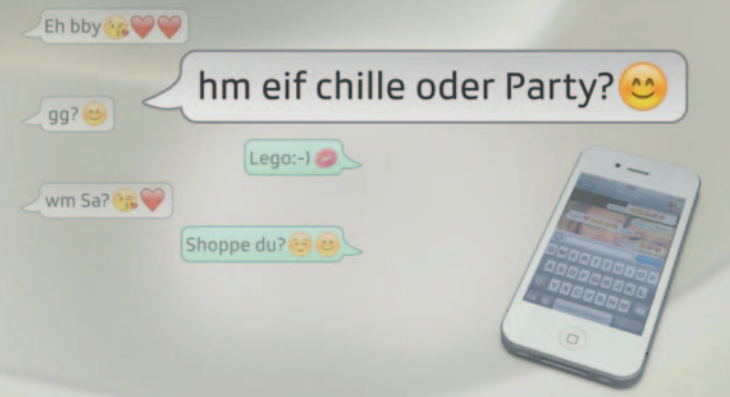 Eh bby😘❤️❤️
hm eif chille oder Party?😊
gg?😊
Lego:-)💋
wm Sa?😘❤️
Shoppe du?☺️😊